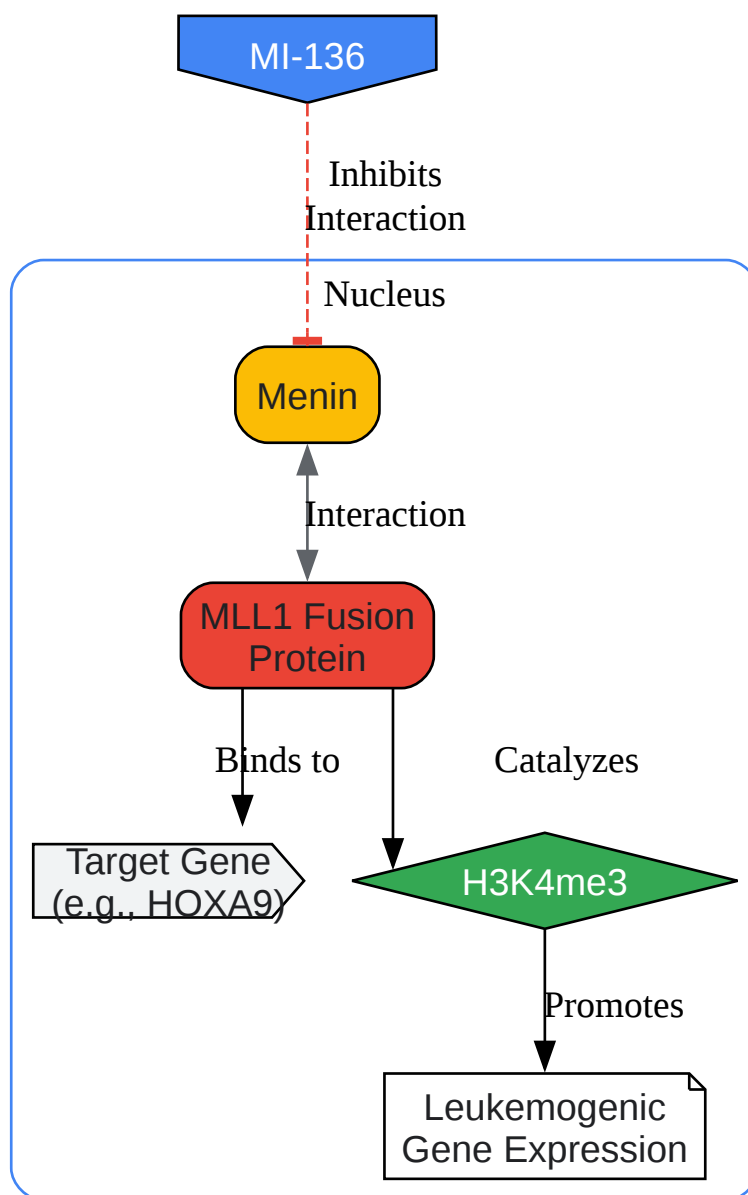 MI-136
Inhibits
Interaction
Nucleus
Menin
Interaction
MLL1 Fusion
Protein
Binds to
Catalyzes
Target Gene
(e.g., HOXA9)
H3K4me3
Promotes
Leukemogenic
Gene Expression